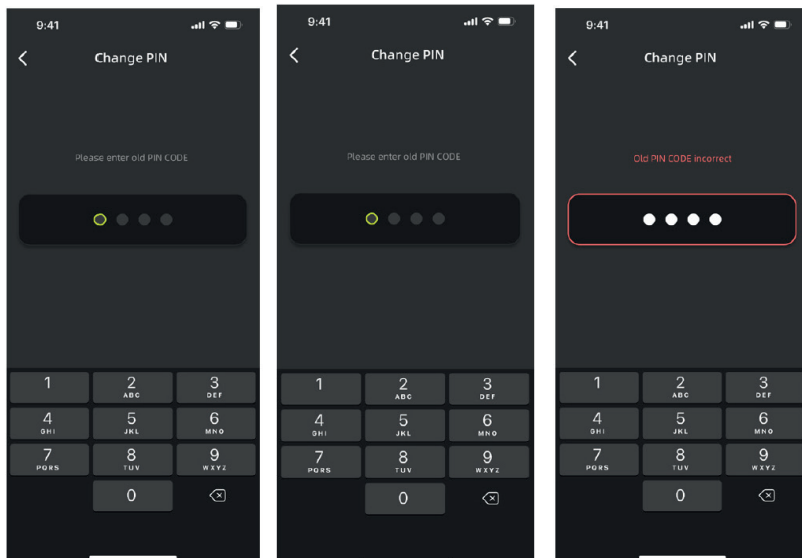 9:41
Change PIN
Please enter old PIN CODE
1
2
ABC
3
DEF
4
GHI
5
JKL
6
MNO
7
PQRS
8
TUV
9
WXYZ
0
9:41
Change PIN
Please enter old PIN CODE
1
2
ABC
3
DEF
4
GHI
5
JKL
6
MNO
7
PQRS
8
TUV
9
WXYZ
0
9:41
Change PIN
Old PIN CODE incorrect
1
2
ABC
3
DEF
4
GHI
5
JKL
6
MNO
7
PQRS
8
TUV
9
WXYZ
0